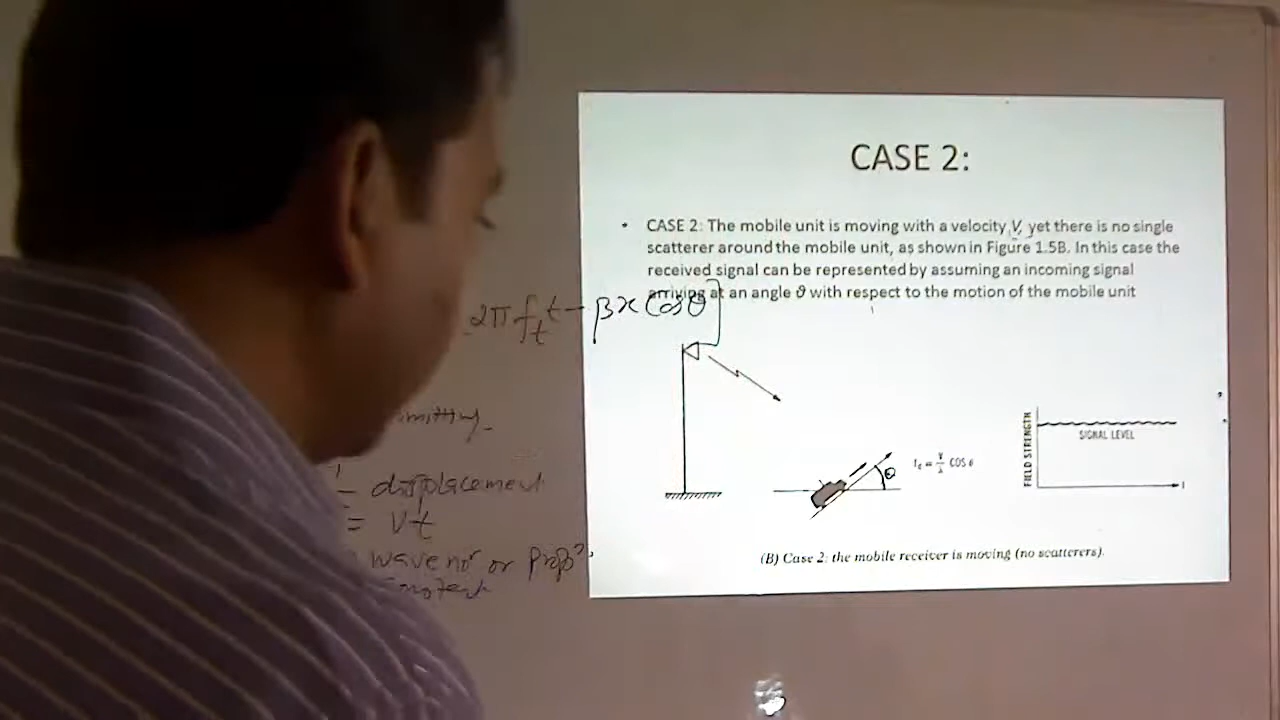 CASE 2:
• CASE 2: The mobile unit is moving with a velocity V, yet there is no single
scatterer around the mobile unit, as shown in Figure 1.5B. In this case the
received signal can be represented by assuming an incoming signal
arriving at an angle θ with respect to the motion of the mobile unit
2π f_t t - βx cos θ]
displacement
= Vt
wave no. or
θ
= V/λ COS θ
FIELD STRENGTH
SIGNAL LEVEL
(B) Case 2: the mobile receiver is moving (no scatterers).